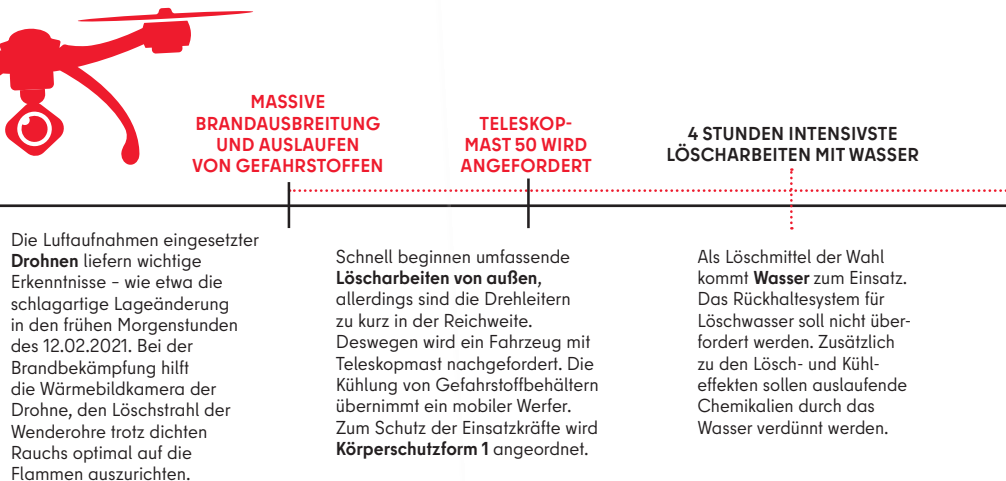 MASSIVE
BRANDAUSBREITUNG
UND AUSLAUFEN
VON GEFAHRSTOFFEN
Die Luftaufnahmen eingesetzter
Drohnen liefern wichtige
Erkenntnisse – wie etwa die
schlagartige Lageänderung
in den frühen Morgenstunden
des 12.02.2021. Bei der
Brandbekämpfung hilft
die Wärmebildkamera der
Drohne, den Löschstrahl der
Wenderohre trotz dichten
Rauchs optimal auf die
Flammen auszurichten.
TELESKOP-
MAST 50 WIRD
ANGEFORDERT
Schnell beginnen umfassende
Löscharbeiten von außen,
allerdings sind die Drehleitern
zu kurz in der Reichweite.
Deswegen wird ein Fahrzeug mit
Teleskopmast nachgefordert. Die
Kühlung von Gefahrstoffbehältern
übernimmt ein mobiler Werfer.
Zum Schutz der Einsatzkräfte wird
Körperschutzform 1 angeordnet.
4 STUNDEN INTENSIVSTE
LÖSCHARBEITEN MIT WASSER
Als Löschmittel der Wahl
kommt Wasser zum Einsatz.
Das Rückhaltesystem für
Löschwasser soll nicht über-
fordert werden. Zusätzlich
zu den Lösch- und Kühl-
effekten sollen auslaufende
Chemikalien durch das
Wasser verdünnt werden.